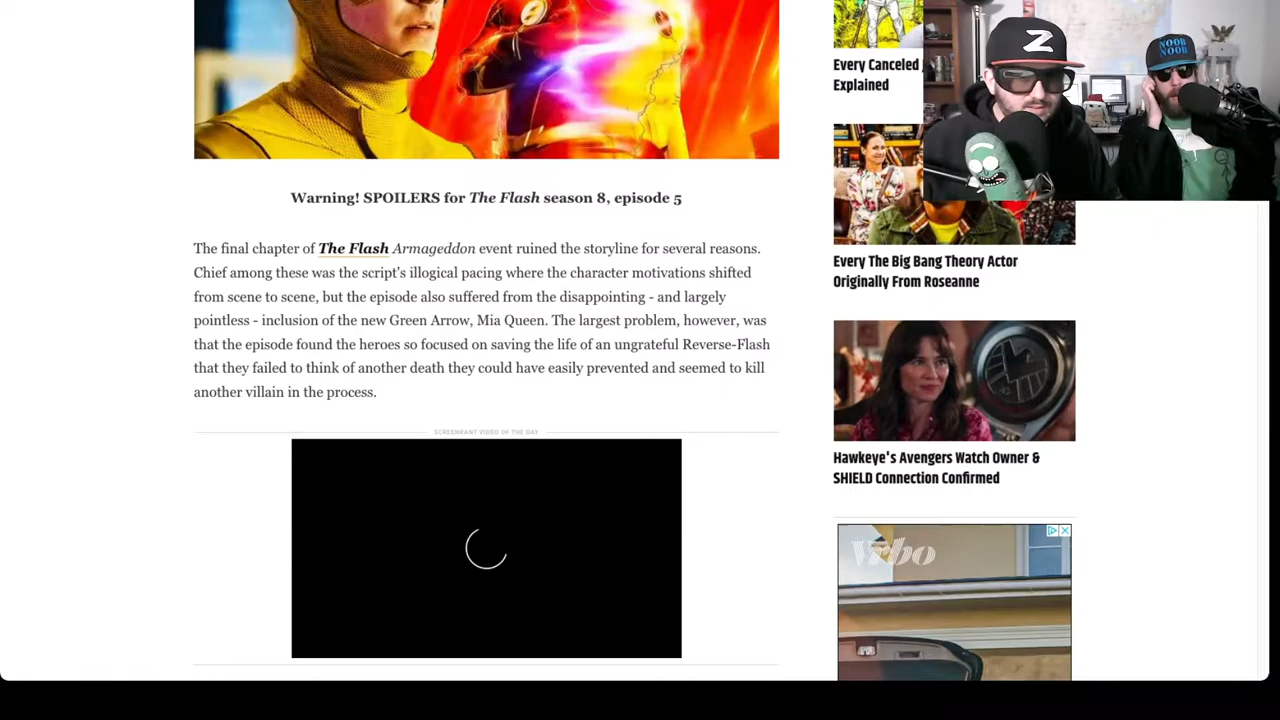 Warning! SPOILERS for The Flash season 8, episode 5
The final chapter of The Flash Armageddon event ruined the storyline for several reasons.
Chief among these was the script's illogical pacing where the character motivations shifted
from scene to scene, but the episode also suffered from the disappointing - and largely
pointless - inclusion of the new Green Arrow, Mia Queen. The largest problem, however, was
that the episode found the heroes so focused on saving the life of an ungrateful Reverse-Flash
that they failed to think of another death they could have easily prevented and seemed to kill
another villain in the process.
SCREENRANT VIDEO OF THE DAY
Every Canceled
Explained
Every The Big Bang Theory Actor
Originally From Roseanne
Hawkeye's Avengers Watch Owner &
SHIELD Connection Confirmed
Vrbo
Z
NOOB
NOOB